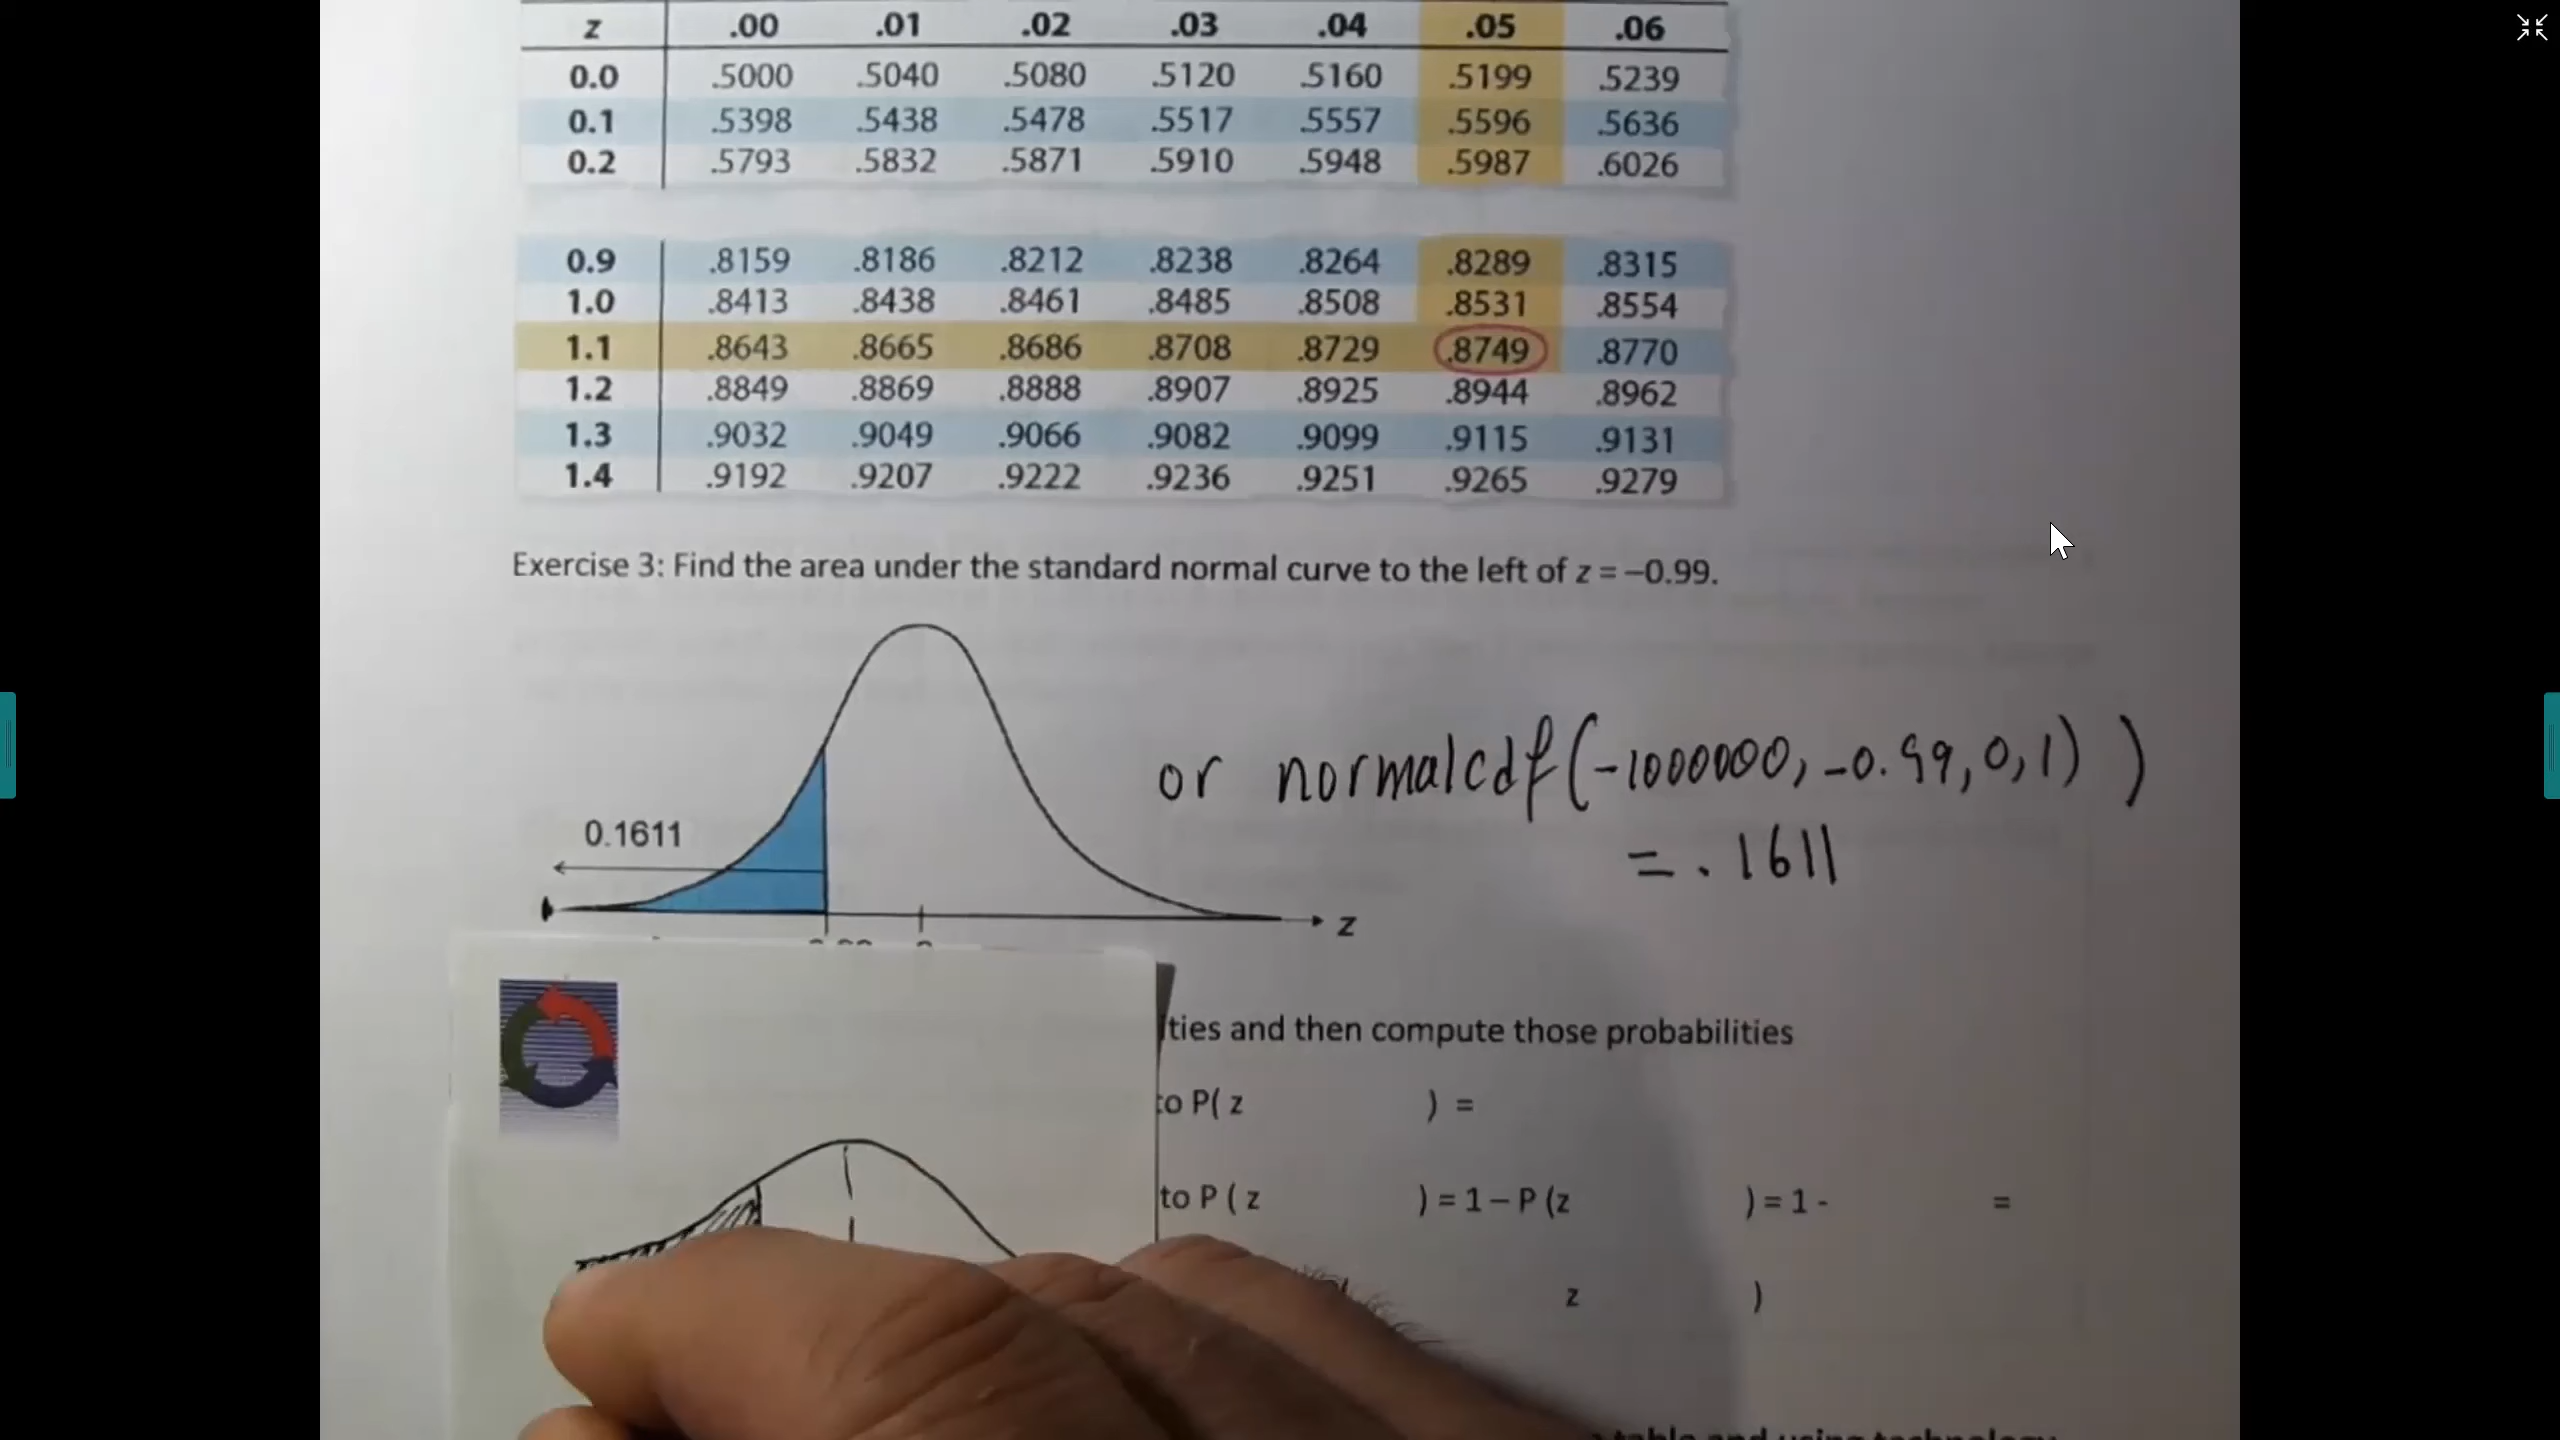 z .00 .01 .02 .03 .04 .05 .06
0.0 .5000 .5040 .5080 .5120 .5160 .5199 .5239
0.1 .5398 .5438 .5478 .5517 .5557 .5596 .5636
0.2 .5793 .5832 .5871 .5910 .5948 .5987 .6026
0.9 .8159 .8186 .8212 .8238 .8264 .8289 .8315
1.0 .8413 .8438 .8461 .8485 .8508 .8531 .8554
1.1 .8643 .8665 .8686 .8708 .8729 .8749 .8770
1.2 .8849 .8869 .8888 .8907 .8925 .8944 .8962
1.3 .9032 .9049 .9066 .9082 .9099 .9115 .9131
1.4 .9192 .9207 .9222 .9236 .9251 .9265 .9279
Exercise 3: Find the area under the standard normal curve to the left of z = −0.99.
or normalcdf(-1000000, -0.99, 0, 1) )
= .1611
0.1611
z
ties and then compute those probabilities
to P( z ) =
to P ( z ) = 1 – P (z ) = 1 - =
z )
table and using technology